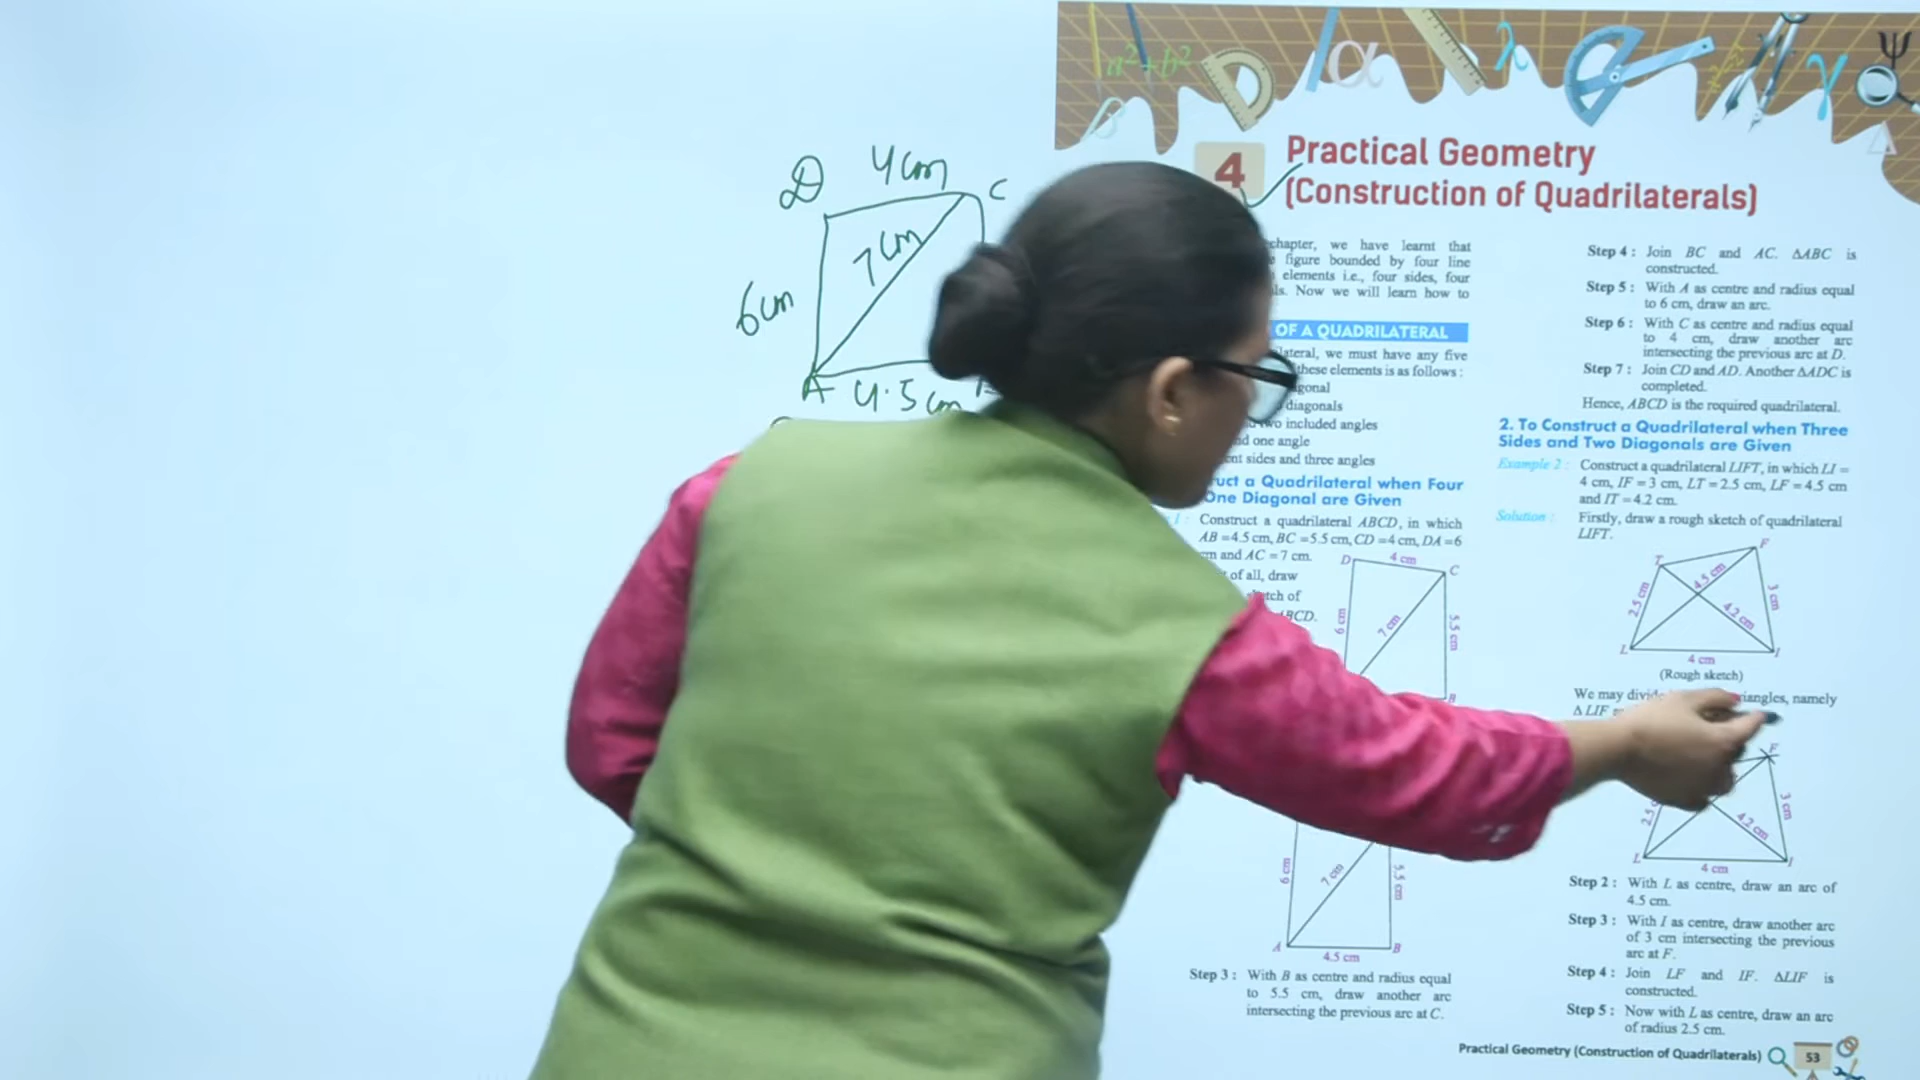 D 4cm C
7cm
6cm
A 4.5cm
a²+b²
4
Practical Geometry
(Construction of Quadrilaterals)
chapter, we have learnt that
figure bounded by four line
elements i.e., four sides, four
Now we will learn how to
OF A QUADRILATERAL
we must have any five
these elements is as follows :
diagonals
two included angles
and one angle
sides and three angles
a Quadrilateral when Four
One Diagonal are Given
Construct a quadrilateral ABCD, in which
AB =4.5 cm, BC =5.5 cm, CD =4 cm, DA =6
and AC =7 cm.
of all, draw
of
D 4 cm C
6 cm
7 cm
5.5 cm
B
6 cm
7 cm
5.5 cm
A B
4.5 cm
Step 3 : With B as centre and radius equal
to 5.5 cm, draw another arc
intersecting the previous arc at C.
Step 4 : Join BC and AC. ΔABC is
constructed.
Step 5 : With A as centre and radius equal
to 6 cm, draw an arc.
Step 6 : With C as centre and radius equal
to 4 cm, draw another arc
intersecting the previous arc at D.
Step 7 : Join CD and AD. Another ΔADC is
completed.
Hence, ABCD is the required quadrilateral.
2. To Construct a Quadrilateral when Three
Sides and Two Diagonals are Given
Example 2 : Construct a quadrilateral LIFT, in which LI =
4 cm, IF = 3 cm, LT = 2.5 cm, LF = 4.5 cm
and IT = 4.2 cm.
Solution : Firstly, draw a rough sketch of quadrilateral
LIFT.
T F
2.5 cm
4.5 cm
4.2 cm
3 cm
L I
4 cm
(Rough sketch)
We may divide triangles, namely
Δ LIF
F
2.5
4.2 cm
3 cm
L I
4 cm
Step 2 : With L as centre, draw an arc of
4.5 cm.
Step 3 : With I as centre, draw another arc
of 3 cm intersecting the previous
arc at F.
Step 4 : Join LF and IF. ΔLIF is
constructed.
Step 5 : Now with L as centre, draw an arc
of radius 2.5 cm.
Practical Geometry (Construction of Quadrilaterals) 53